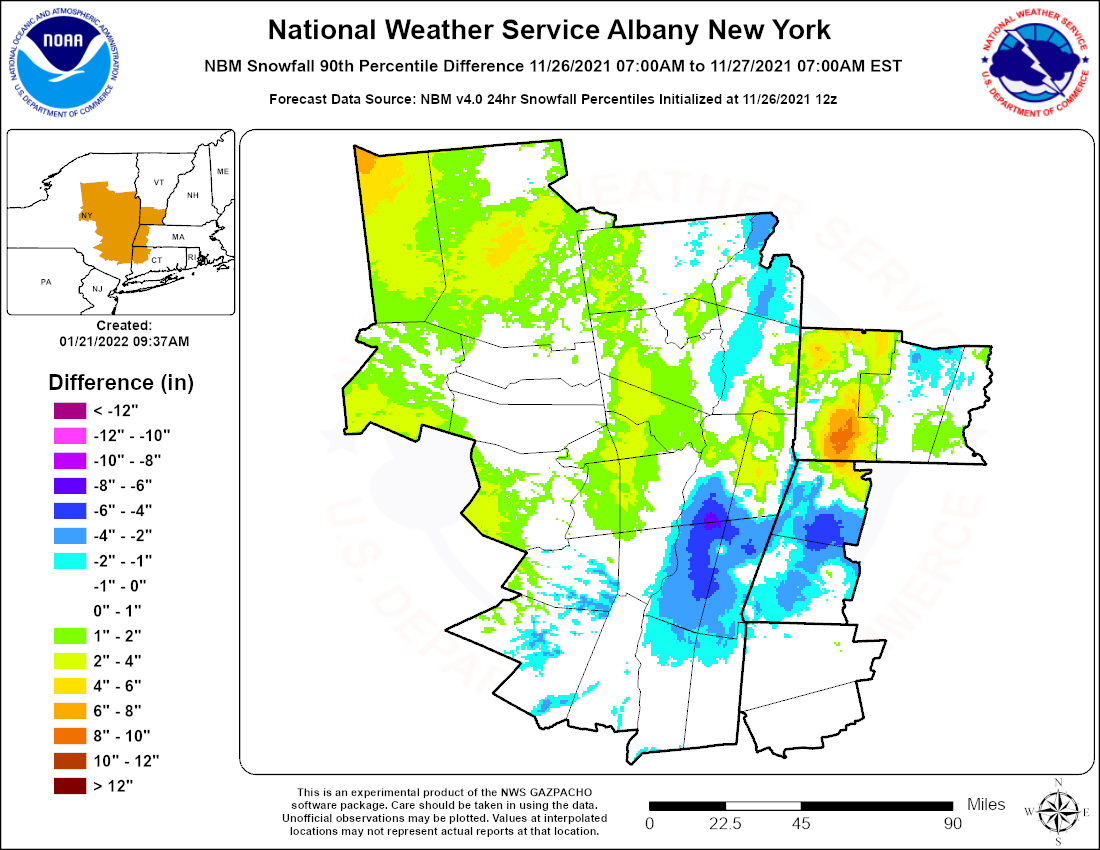 National Weather Service Albany New York
NBM Snowfall 90th Percentile Difference 11/26/2021 07:00AM to 11/27/2021 07:00AM EST
Forecast Data Source: NBM v4.0 24hr Snowfall Percentiles Initialized at 11/26/2021 12z
NATIONAL OCEANIC AND ATMOSPHERIC ADMINISTRATION
NOAA
U.S. DEPARTMENT OF COMMERCE
NATIONAL WEATHER SERVICE
U.S. DEPARTMENT OF COMMERCE
ME
VT
NH
NY
MA
CT
RI
PA
NJ
Created:
01/21/2022 09:37AM
Difference (in)
< -12"
-12" - -10"
-10" - -8"
-8" - -6"
-6" - -4"
-4" - -2"
-2" - -1"
-1" - 0"
0" - 1"
1" - 2"
2" - 4"
4" - 6"
6" - 8"
8" - 10"
10" - 12"
> 12"
WEATHER SERVICE
U.S. DEPARTMENT OF COMMERCE
This is an experimental product of the NWS GAZPACHO
software package. Care should be taken in using the data.
Unofficial observations may be plotted. Values at interpolated
locations may not represent actual reports at that location.
Miles
0 22.5 45 90
N
W E
S